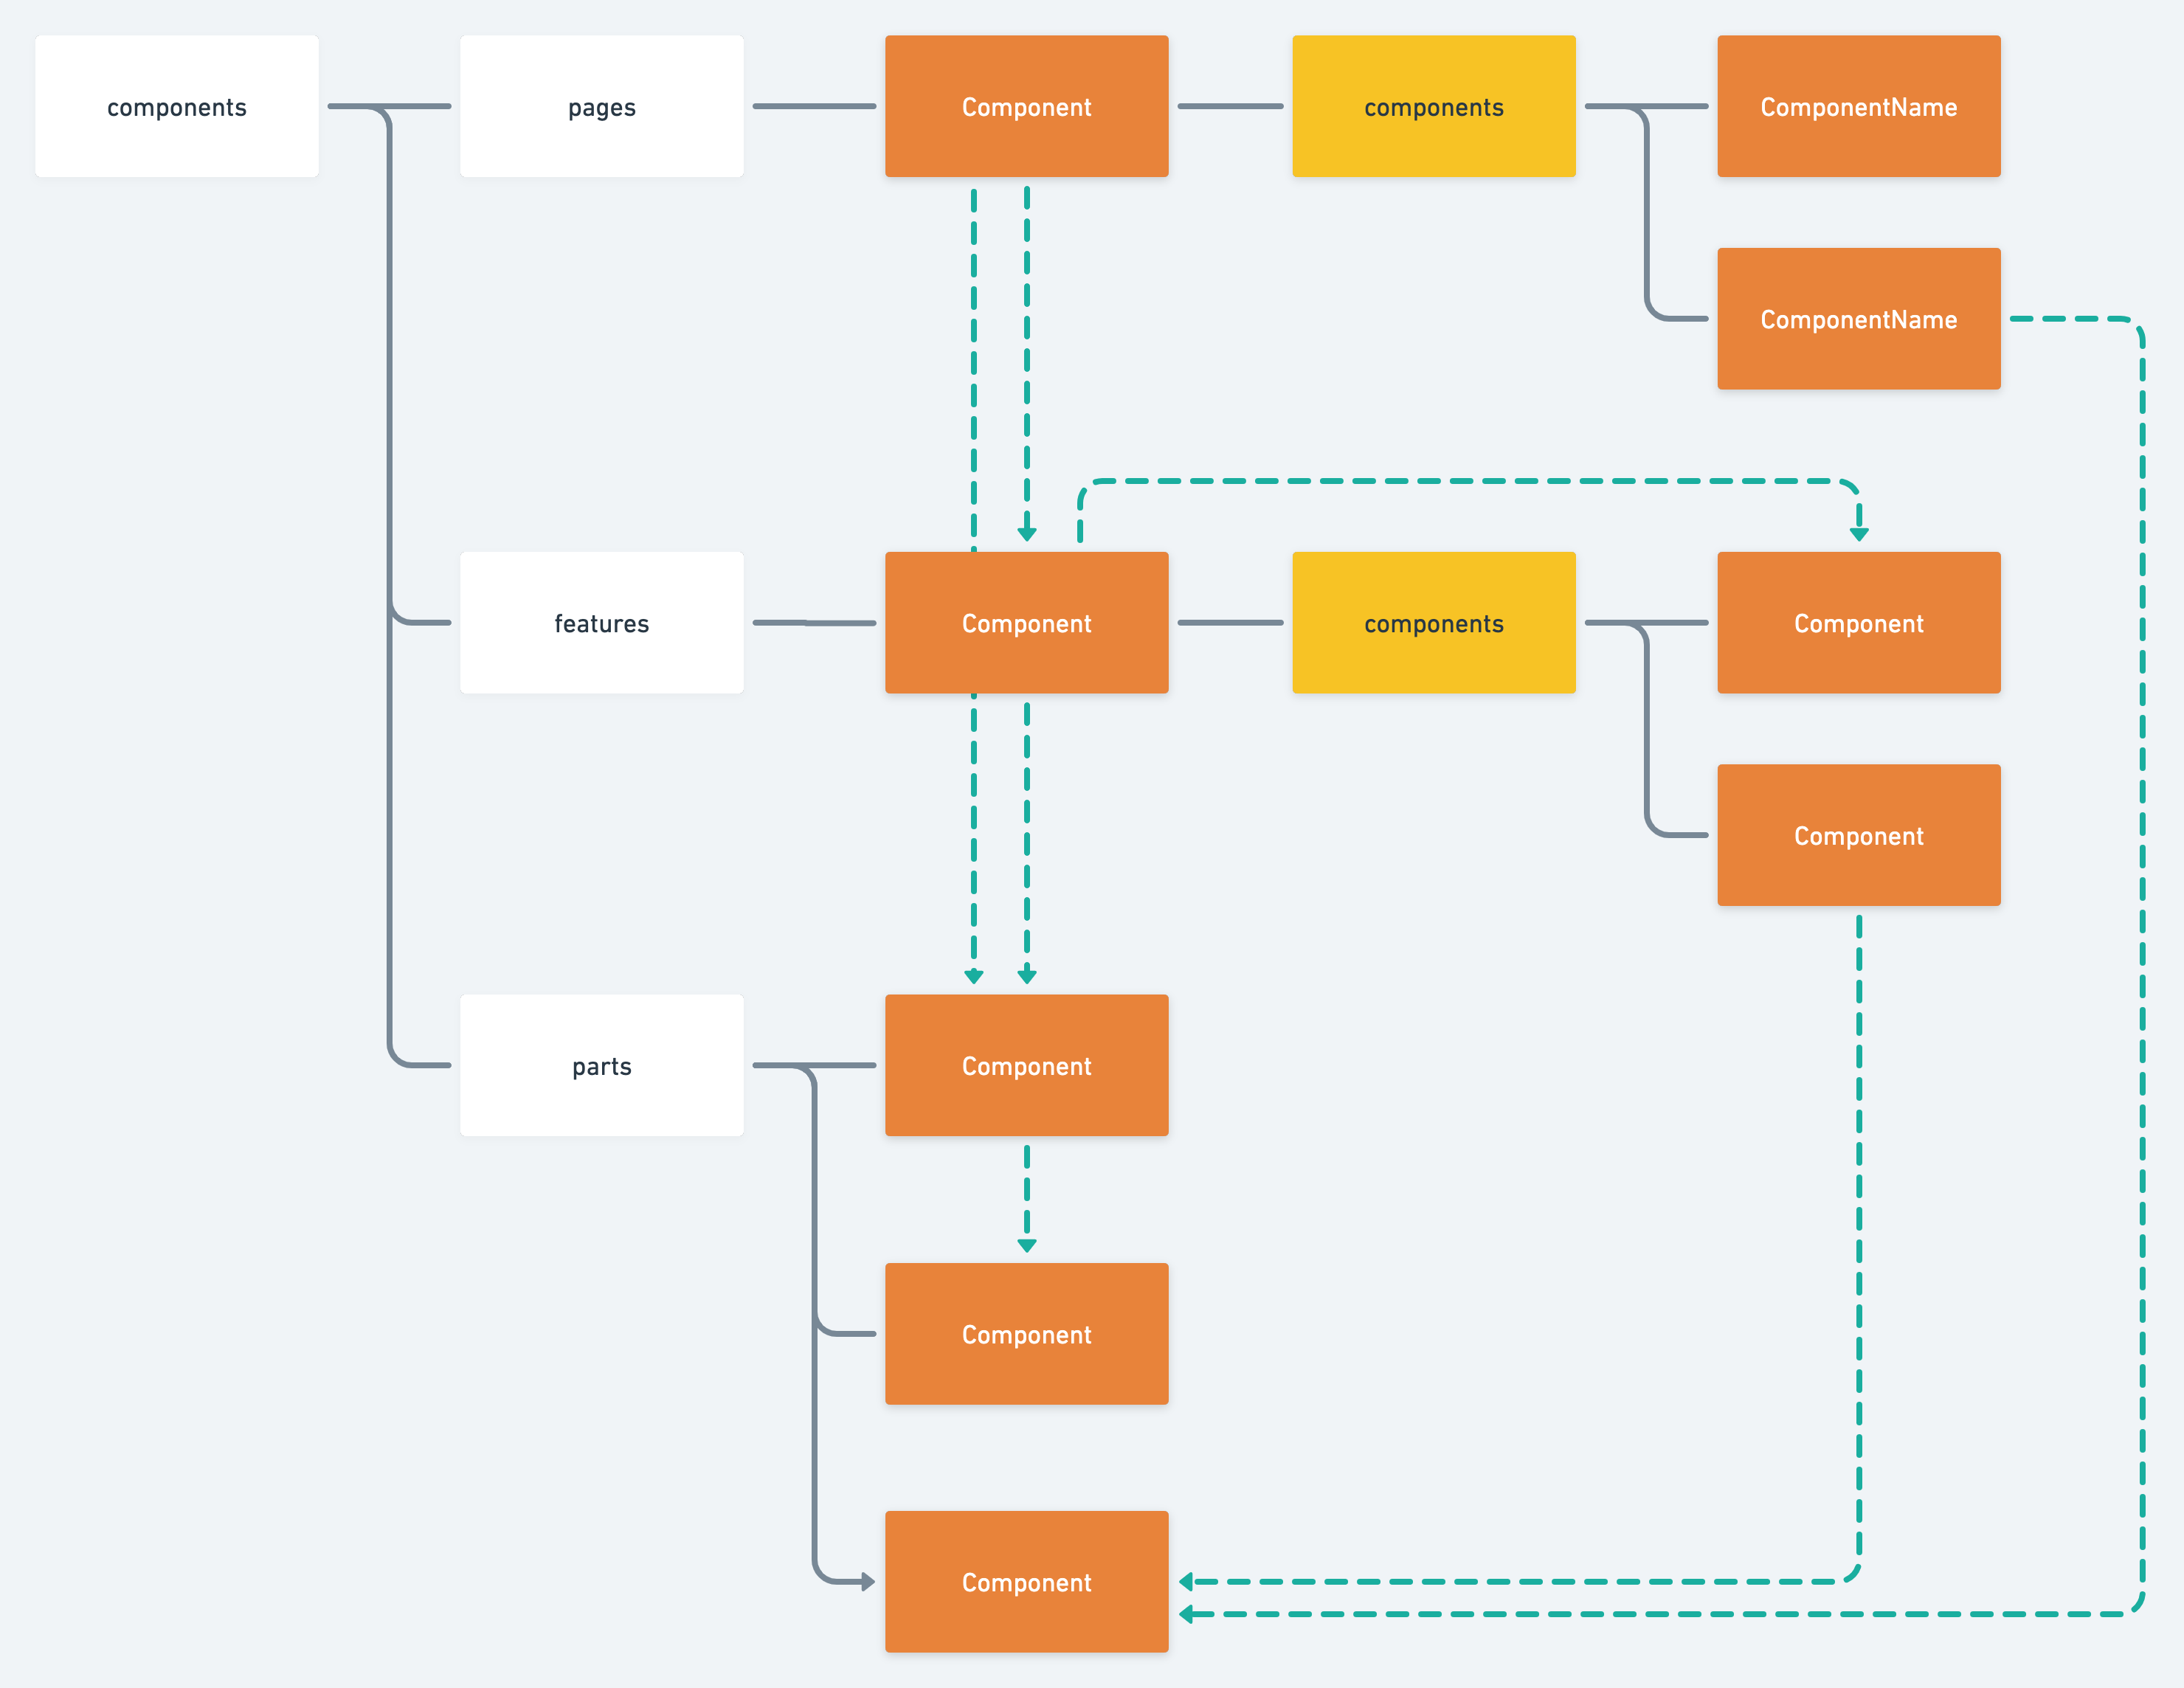 components
pages
Component
components
ComponentName
ComponentName
features
Component
components
Component
Component
parts
Component
Component
Component